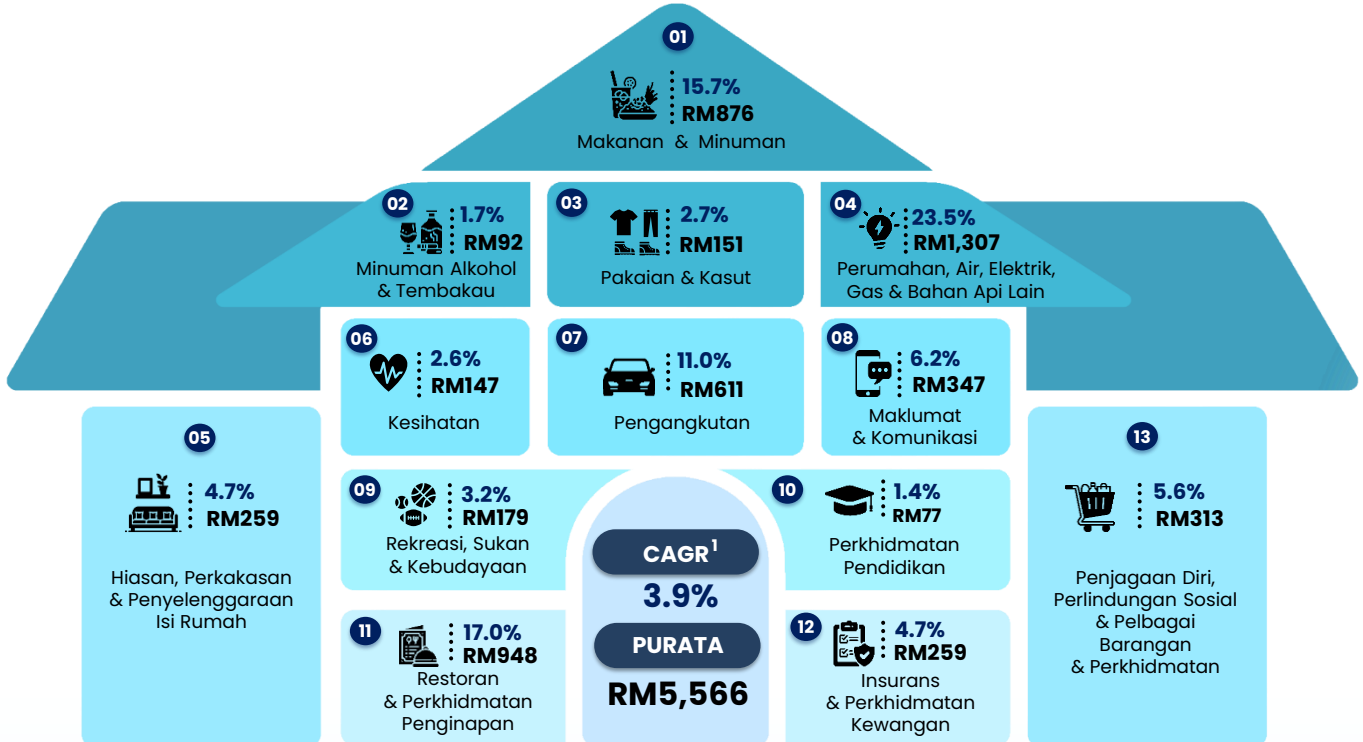 01
15.7%
RM876
Makanan & Minuman
02
1.7%
RM92
Minuman Alkohol
& Tembakau
03
2.7%
RM151
Pakaian & Kasut
04
23.5%
RM1,307
Perumahan, Air, Elektrik,
Gas & Bahan Api Lain
05
4.7%
RM259
Hiasan, Perkakasan
& Penyelenggaraan
Isi Rumah
06
2.6%
RM147
Kesihatan
07
11.0%
RM611
Pengangkutan
08
6.2%
RM347
Maklumat
& Komunikasi
09
3.2%
RM179
Rekreasi, Sukan
& Kebudayaan
10
1.4%
RM77
Perkhidmatan
Pendidikan
11
17.0%
RM948
Restoran
& Perkhidmatan
Penginapan
CAGR¹
3.9%
PURATA
RM5,566
12
4.7%
RM259
Insurans
& Perkhidmatan
Kewangan
13
5.6%
RM313
Penjagaan Diri,
Perlindungan Sosial
& Pelbagai
Barangan
& Perkhidmatan